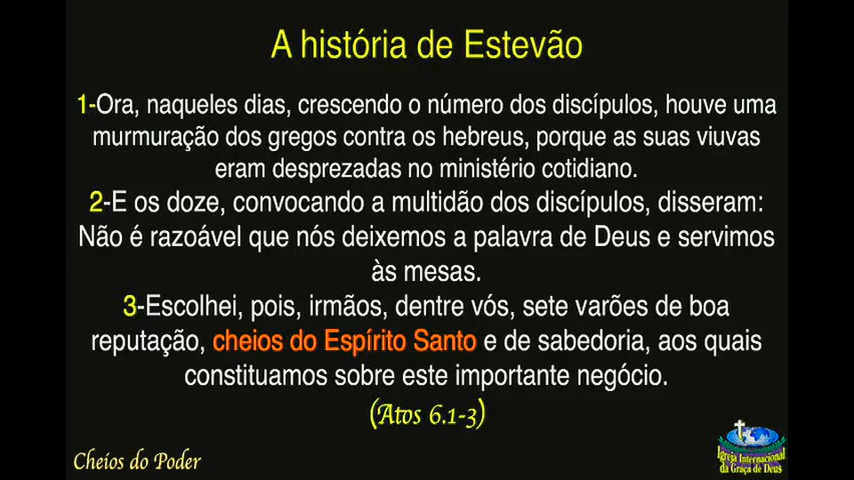 A história de Estevão
1-Ora, naqueles dias, crescendo o número dos discípulos, houve uma
murmuração dos gregos contra os hebreus, porque as suas viuvas
eram desprezadas no ministério cotidiano.
2-E os doze, convocando a multidão dos discípulos, disseram:
Não é razoável que nós deixemos a palavra de Deus e servimos
às mesas.
3-Escolhei, pois, irmãos, dentre vós, sete varões de boa
reputação, cheios do Espírito Santo e de sabedoria, aos quais
constituamos sobre este importante negócio.
(Atos 6.1-3)
Cheios do Poder
Igreja Internacional
da Graça de Deus